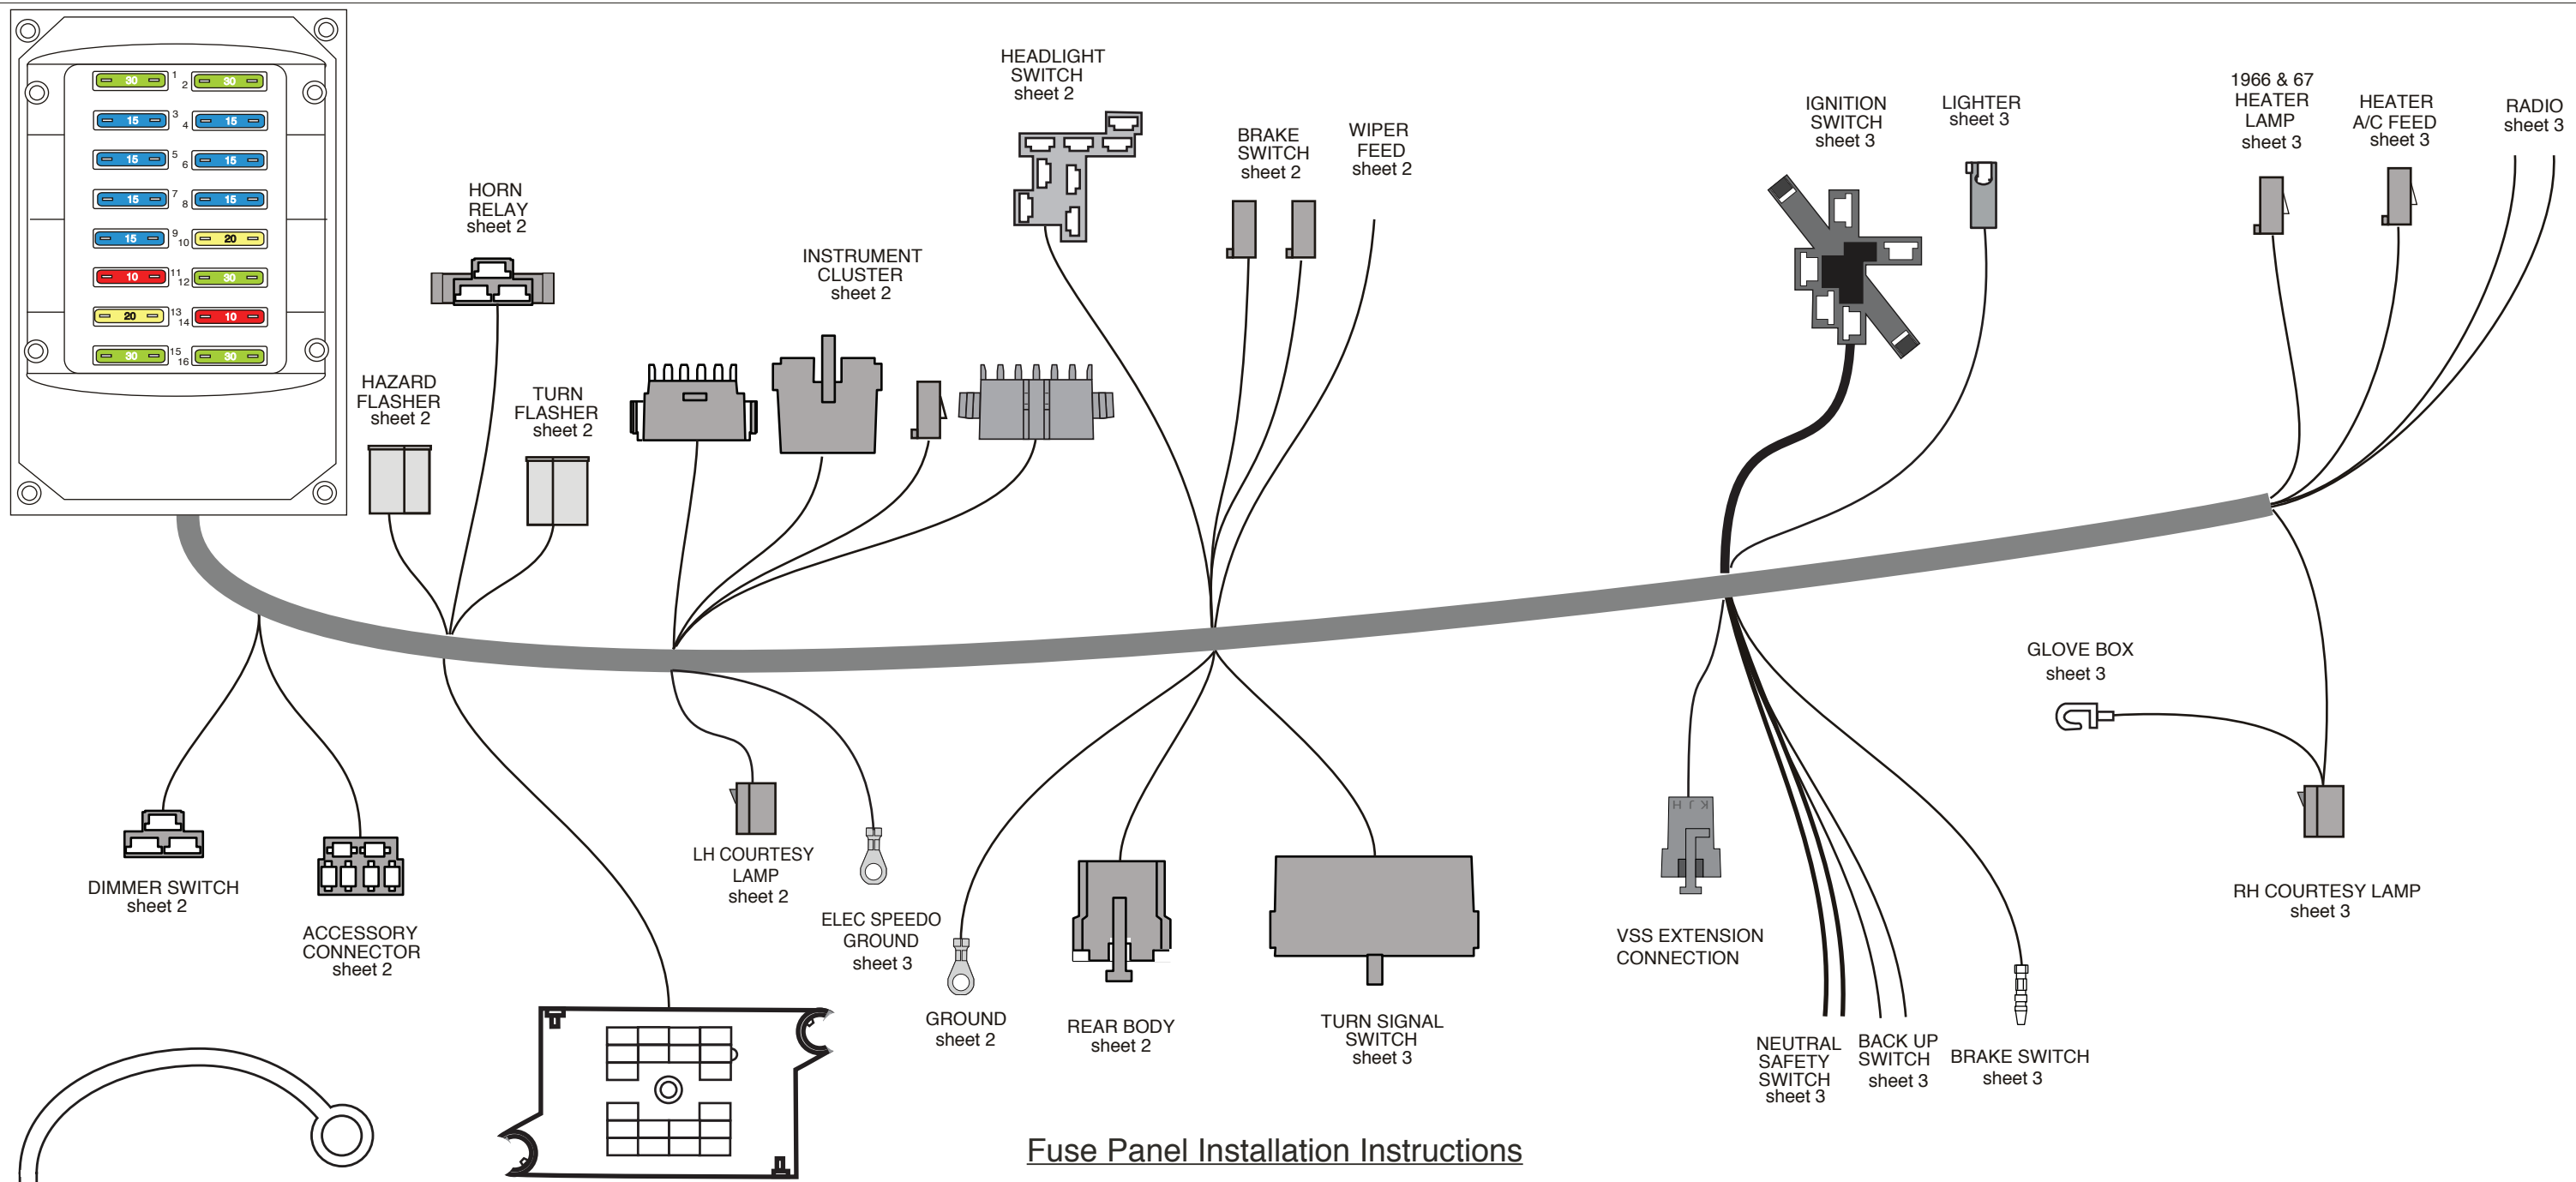 30 1 2 30
15 3 4 15
15 5 6 15
15 7 8 15
15 9 10 20
10 11 12 30
20 13 14 10
30 15 16 30
HAZARD
FLASHER
sheet 2
HORN
RELAY
sheet 2
TURN
FLASHER
sheet 2
INSTRUMENT
CLUSTER
sheet 2
HEADLIGHT
SWITCH
sheet 2
BRAKE
SWITCH
sheet 2
WIPER
FEED
sheet 2
IGNITION
SWITCH
sheet 3
LIGHTER
sheet 3
1966 & 67
HEATER
LAMP
sheet 3
HEATER
A/C FEED
sheet 3
RADIO
sheet 3
DIMMER SWITCH
sheet 2
ACCESSORY
CONNECTOR
sheet 2
LH COURTESY
LAMP
sheet 2
ELEC SPEEDO
GROUND
sheet 3
GROUND
sheet 2
REAR BODY
sheet 2
TURN SIGNAL
SWITCH
sheet 3
K J H
VSS EXTENSION
CONNECTION
NEUTRAL
SAFETY
SWITCH
sheet 3
BACK UP
SWITCH
sheet 3
BRAKE SWITCH
sheet 3
GLOVE BOX
sheet 3
RH COURTESY LAMP
sheet 3
Fuse Panel Installation Instructions